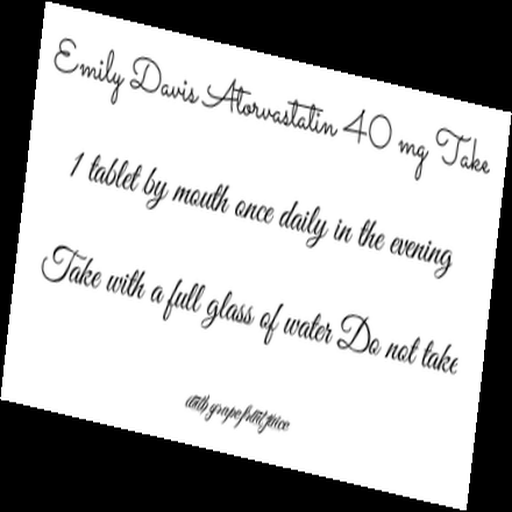 Emily Davis Atorvastatin 40 mg Take
1 tablet by mouth once daily in the evening
Take with a full glass of water Do not take
grapefruit juice